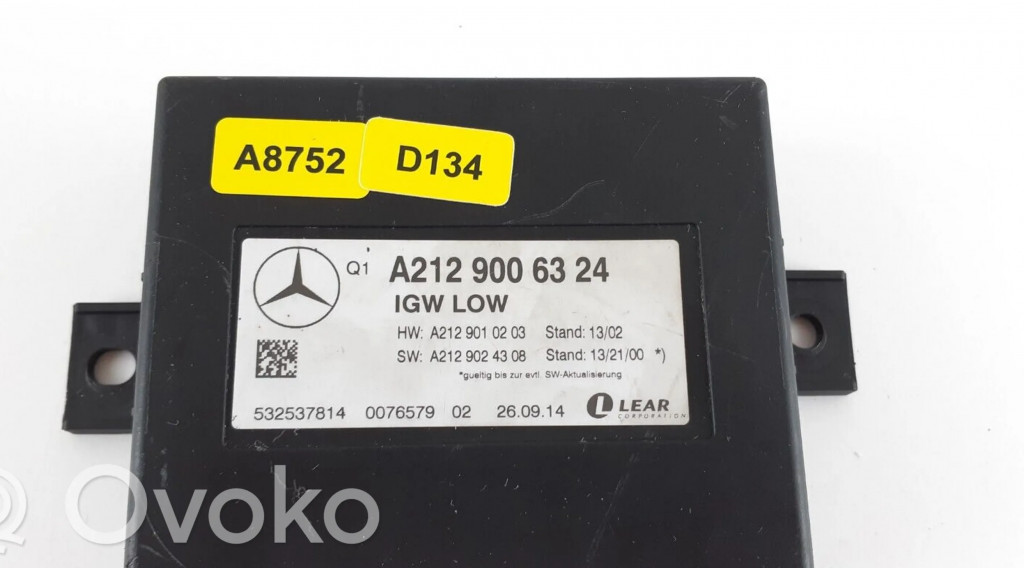 A8752
D134
Q1 A212 900 63 24
IGW LOW
HW: A212 901 02 03 Stand: 13/02
SW: A212 902 43 08 Stand: 13/21/00 *)
*gueltig bis zur evtl. SW-Aktualisierung
532537814 0076579 02 26.09.14 LEAR
CORPORATION
Ovoko